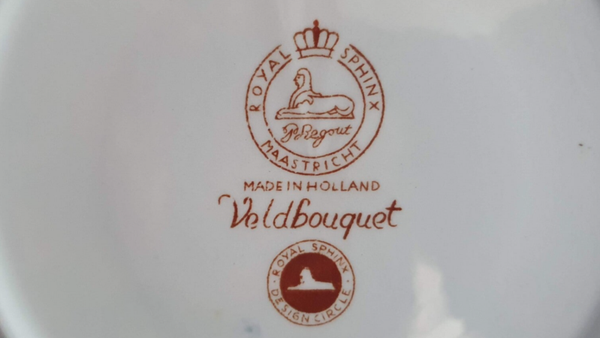 ROYAL SPHINX
P. Regout
MAASTRICHT
MADE IN HOLLAND
Veldbouquet
ROYAL SPHINX
DESIGN CIRCLE